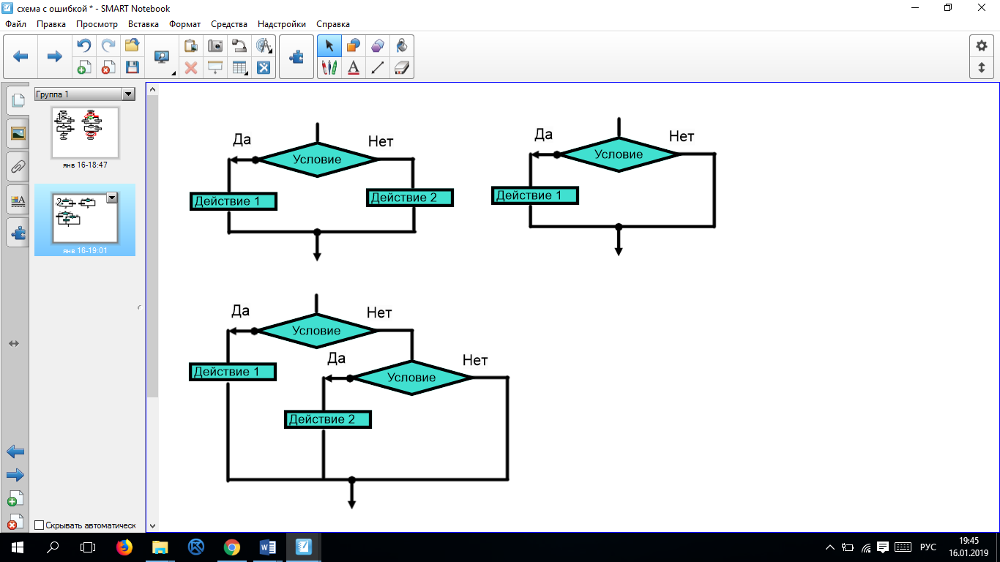 схема с ошибкой * - SMART Notebook
Файл Правка Просмотр Вставка Формат Средства Надстройки Справка
Группа 1
янв 16-18:47
янв 16-19:01
Скрывать автоматическ
Да
Нет
Условие
Действие 1
Действие 2
Да
Нет
Условие
Действие 1
Да
Нет
Условие
Действие 1
Да
Нет
Условие
Действие 2
РУС
19:45
16.01.2019